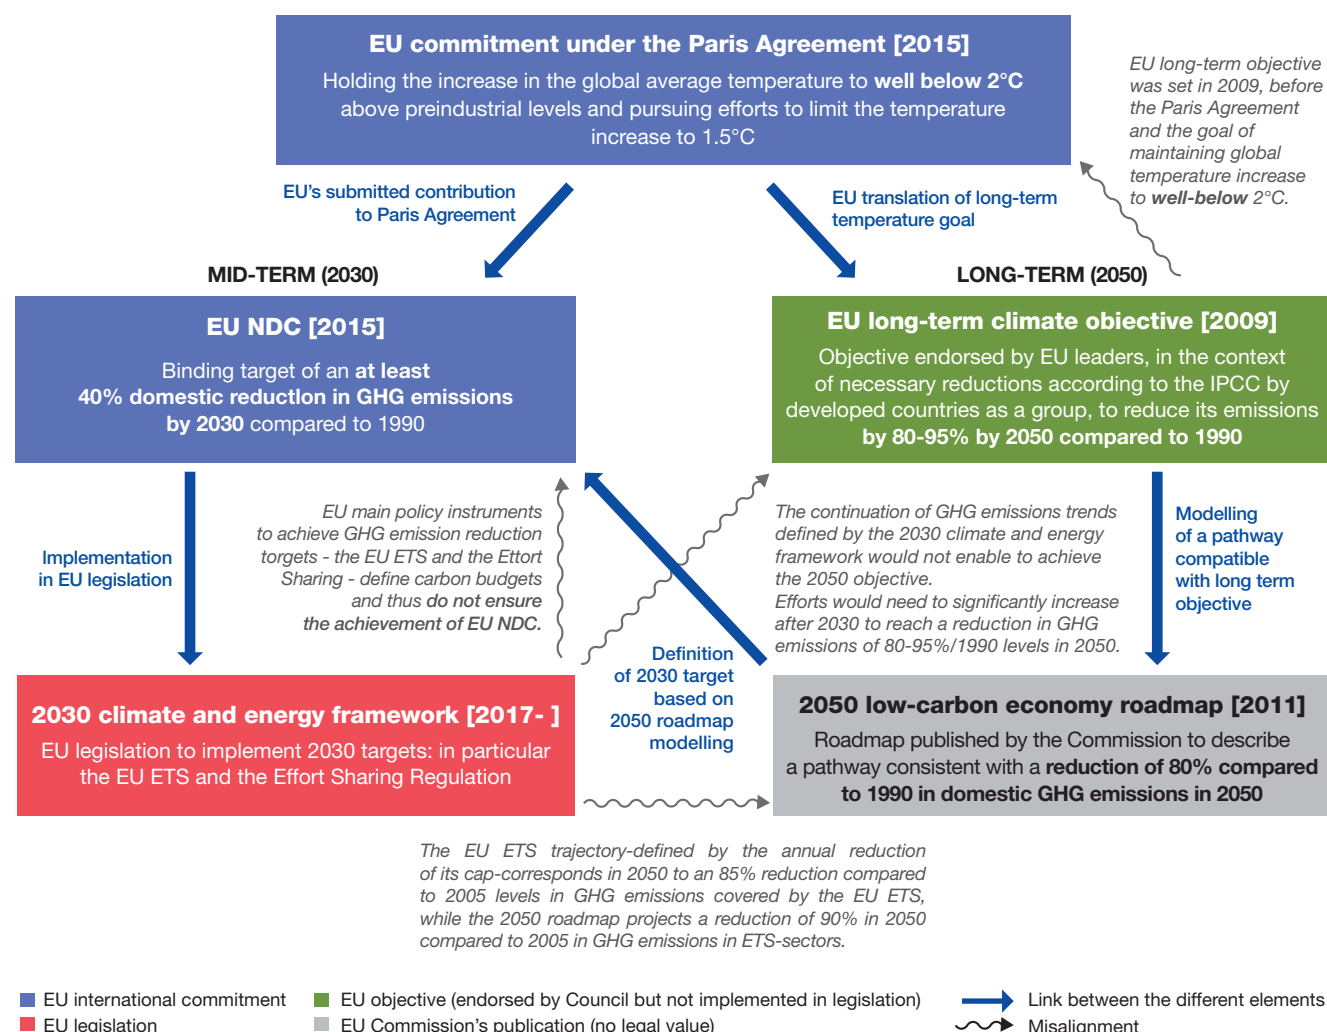 EU commitment under the Paris Agreement [2015]
Holding the increase in the global average temperature to well below 2°C
above preindustrial levels and pursuing efforts to limit the temperature
increase to 1.5°C
EU long-term objective
was set in 2009, before
the Paris Agreement
and the goal of
maintaining global
temperature increase
to well-below 2°C.
EU's submitted contribution
to Paris Agreement
EU translation of long-term
temperature goal
MID-TERM (2030)
LONG-TERM (2050)
EU NDC [2015]
Binding target of an at least
40% domestic reductIon in GHG emissions
by 2030 compared to 1990
EU long-term climate obiective [2009]
Objective endorsed by EU leaders, in the context
of necessary reductions according to the IPCC by
developed countries as a group, to reduce its emissions
by 80-95% by 2050 compared to 1990
Implementation
in EU legislation
EU main policy instruments
to achieve GHG emission reduction
torgets - the EU ETS and the Ettort
Sharing - define carbon budgets
and thus do not ensure
the achievement of EU NDC.
The continuation of GHG emissions trends
defined by the 2030 climate and energy
framework would not enable to achieve
the 2050 objective.
Efforts would need to significantly increase
after 2030 to reach a reduction in GHG
emissions of 80-95%/1990 levels in 2050.
Modelling
of a pathway
compatible
with long term
objective
Definition
of 2030 target
based on
2050 roadmap
modelling
2030 climate and energy framework [2017- ]
EU legislation to implement 2030 targets: in particular
the EU ETS and the Effort Sharing Regulation
2050 low-carbon economy roadmap [2011]
Roadmap published by the Commission to describe
a pathway consistent with a reduction of 80% compared
to 1990 in domestic GHG emissions in 2050
The EU ETS trajectory-defined by the annual reduction
of its cap-corresponds in 2050 to an 85% reduction compared
to 2005 levels in GHG emissions covered by the EU ETS,
while the 2050 roadmap projects a reduction of 90% in 2050
compared to 2005 in GHG emissions in ETS-sectors.
EU international commitment
EU objective (endorsed by Council but not implemented in legislation)
Link between the different elements
EU legislation
EU Commission's publication (no legal value)
Misalignment